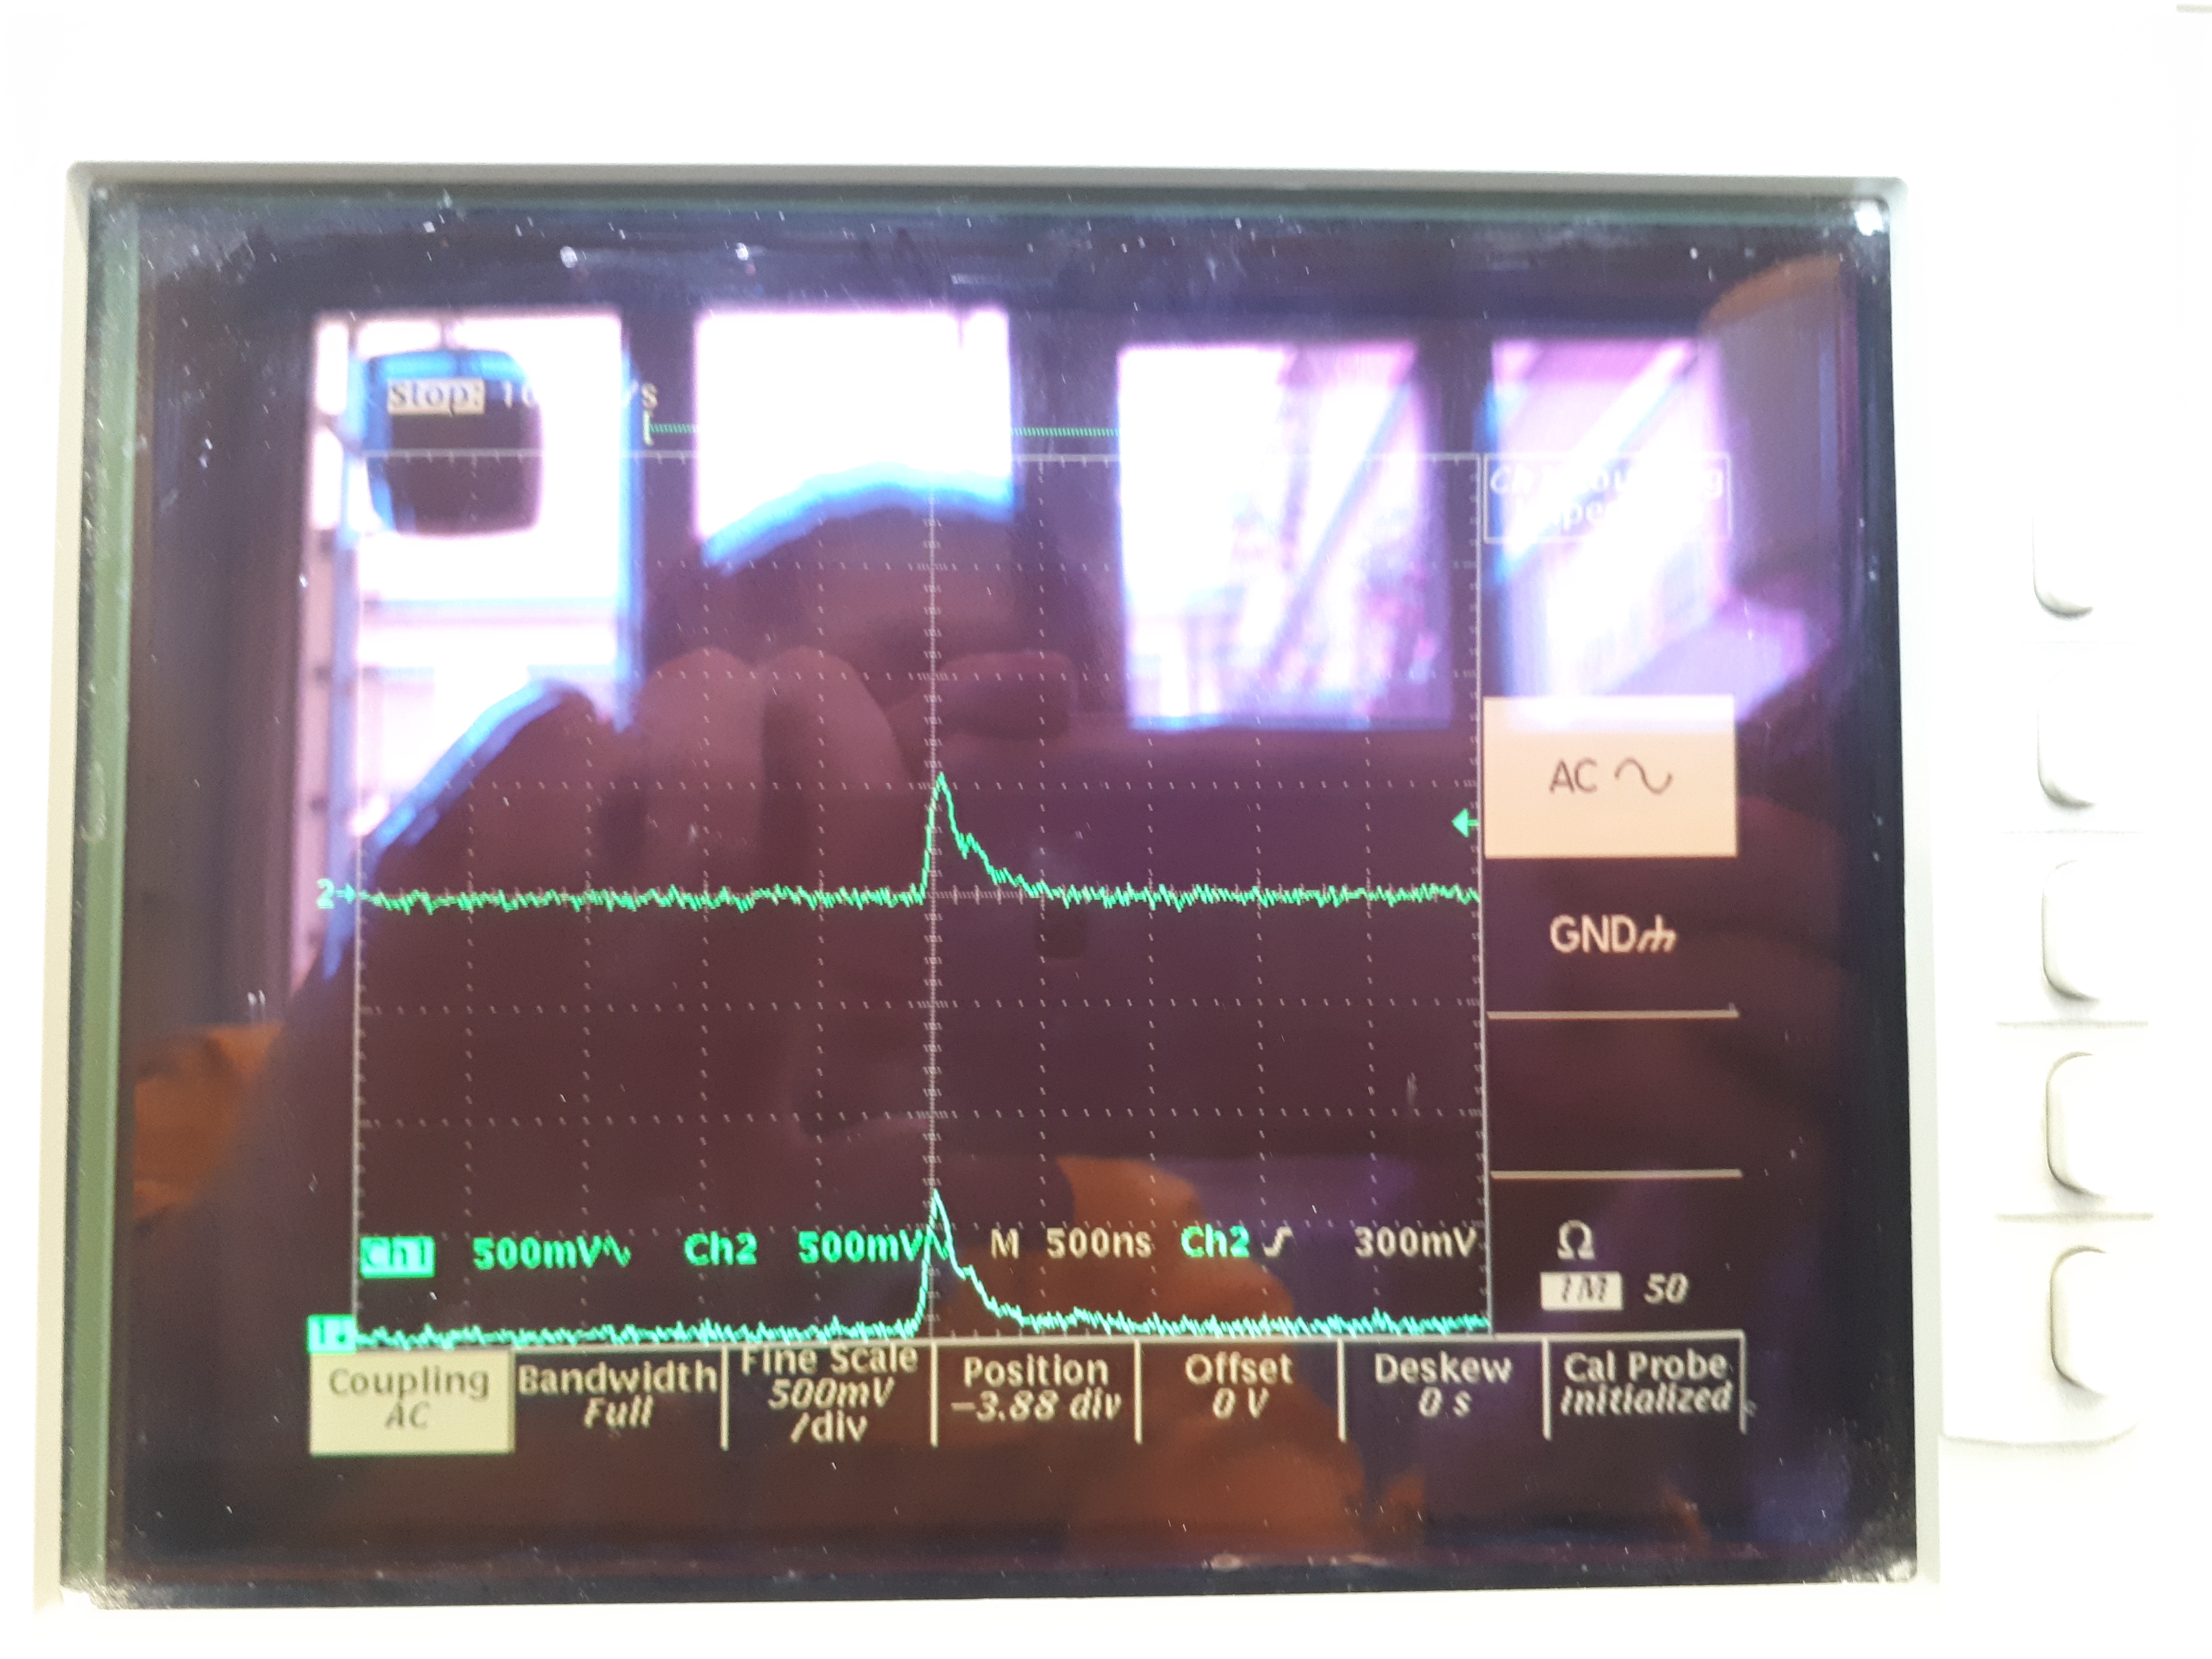 Stop:
AC
2
GND
Ch1 500mV Ch2 500mV M 500ns Ch2 300mV
Ω
1M 50
Coupling Bandwidth Fine Scale Position Offset Deskew Cal Probe
AC Full 500mV -3.88 div 0 V 0 s Initialized
/div